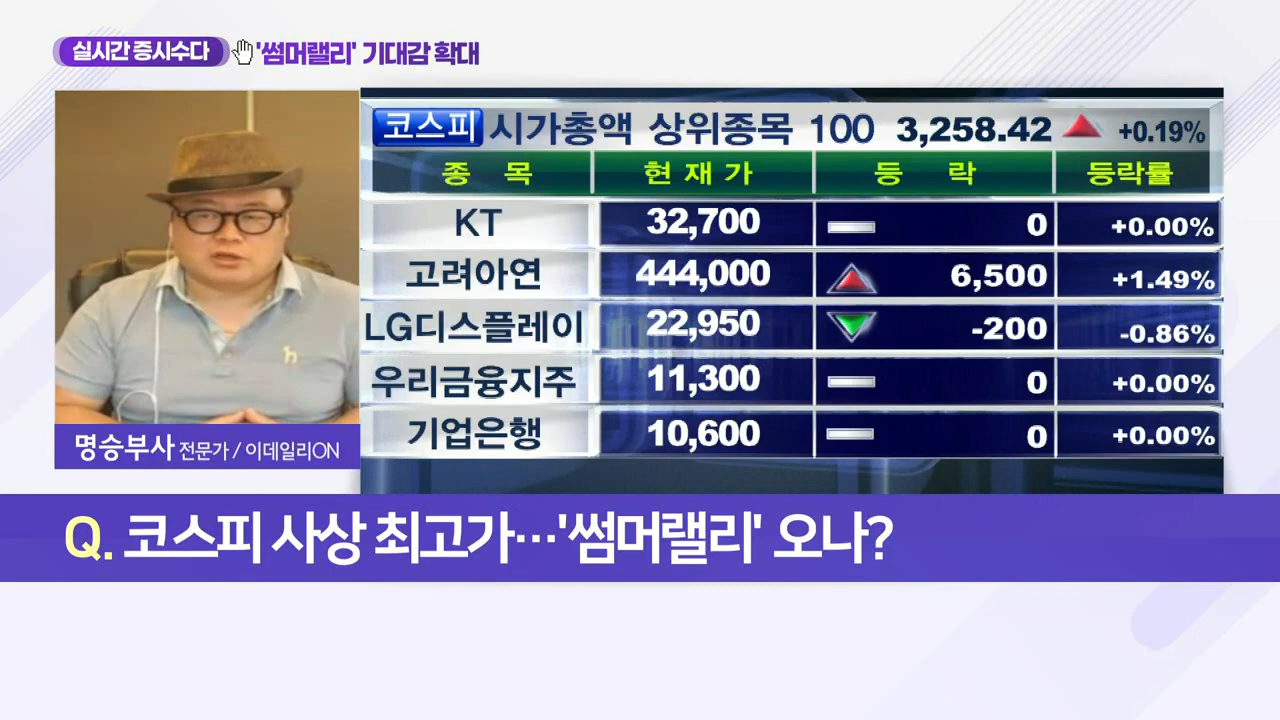 실시간 증시수다 '썸머랠리' 기대감 확대
코스피 시가총액 상위종목 100 3,258.42 +0.19%
종목 현재가 등락 등락률
KT 32,700 0 +0.00%
고려아연 444,000 6,500 +1.49%
LG디스플레이 22,950 -200 -0.86%
우리금융지주 11,300 0 +0.00%
기업은행 10,600 0 +0.00%
명승부사 전문가 / 이데일리ON
Q. 코스피 사상 최고가…'썸머랠리' 오나?